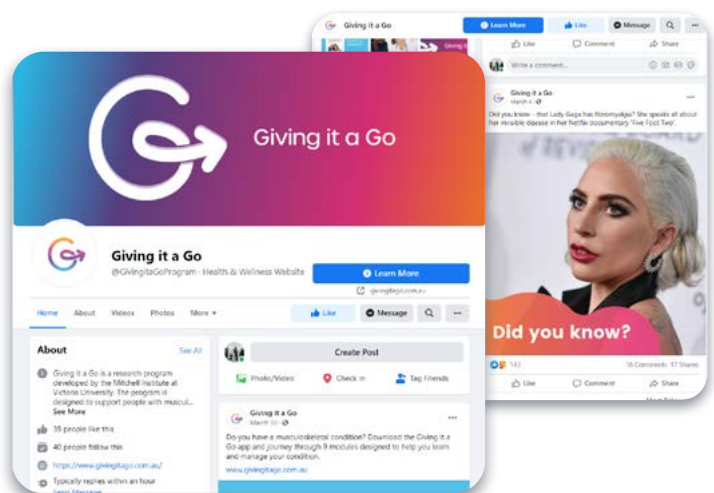 Giving it a Go
Giving it a Go
@GivingitaGoProgram · Health & Wellness Website
Learn More
givingitago.com.au
Home About Videos Photos More
Like Message
About See All
Giving it a Go is a research program
developed by the Mitchell Institute at
Victoria University. The program is
designed to support people with muscul...
See More
35 people like this
40 people follow this
https://www.givingitago.com.au/
Typically replies within an hour
Send Message
Create Post
Photo/Video Check in Tag Friends
Giving it a Go
March
Do you have a musculoskeletal condition? Download the Giving it a
Go app and journey through 9 modules designed to help you learn
and manage your condition.
www.givingitago.com.au
Giving it a Go Learn More Like Message
Giving it
Like Comment Share
Write a comment...
Giving it a Go
March
Did you know - that Lady Gaga has fibromyalgia? She speaks all about
her invisible disease in her Netflix documentary 'Five Foot Two'.
Did you know?
143 16 Comments 37 Shares
Like Comment Share